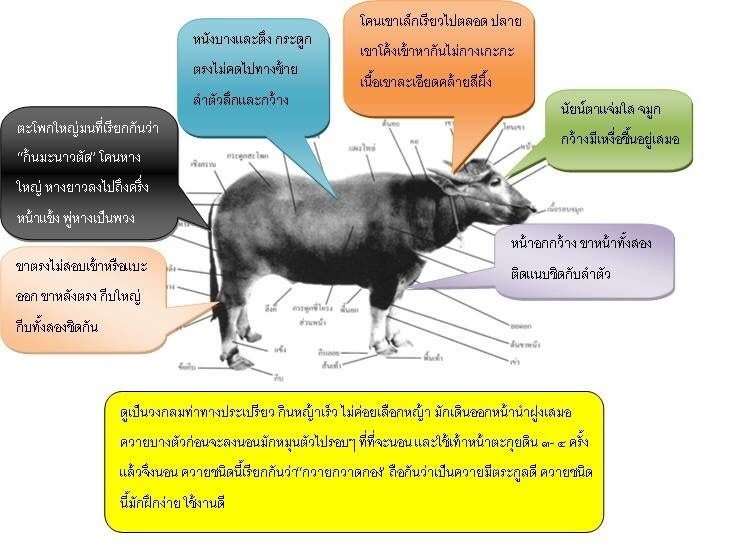 หนังบางและตึง กระดูก
ตรงไม่คดไปทางซ้าย
ลำตัวลึกและกว้าง
โคนเขาเล็กเรียวไปตลอด ปลาย
เขาโค้งเข้าหากันไม่กางเกะกะ
เนื้อเขาละเอียดคล้ายสีผึ้ง
นัยน์ตาแจ่มใส จมูก
กว้างมีเหงื่อชื้นอยู่เสมอ
ตะโพกใหญ่มนที่เรียกกันว่า
"ก้นมะนาวตัด" โคนหาง
ใหญ่ หางยาวลงไปถึงครึ่ง
หน้าแข้ง พู่หางเป็นพวง
หน้าอกกว้าง ขาหน้าทั้งสอง
ติดแนบชิดกับลำตัว
ขาตรงไม่สอบเข้าหรือแบะ
ออก ขาหลังตรง กีบใหญ่
กีบทั้งสองชิดกัน
เชิงกราน
กระดูกสะโพก
แผงไหล่
คอ
โคนเขา
เนื้อรอบจมูก
ลึงค์
กระดูกซี่โครง
ส่วนหน้า
พื้นอก
แข้ง
กีบ
กีบลอย
ส้นเท้า
พื้นเท้า
เข่า
ดูเป็นวงกลมท่าทางประเปรียว กินหญ้าเร็ว ไม่ค่อยเลือกหญ้า มักเดินออกหน้านำฝูงเสมอ
ควายบางตัวก่อนจะลงนอนมักหมุนตัวไปรอบๆ ที่ที่จะนอน และใช้เท้าหน้าตะกุยดิน ๓- ๔ ครั้ง
แล้วจึงนอน ควายชนิดนี้เรียกกันว่า"กวายกวาดกอง" ถือกันว่าเป็นควายมีตระกูลดี ควายชนิด
นี้มักฝึกง่าย ใช้งานดี